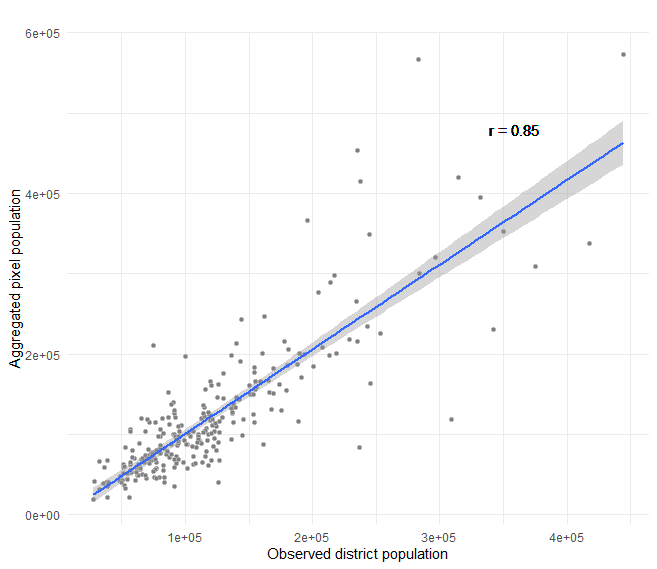 6e+05
r = 0.85
4e+05
Aggregated pixel population
2e+05
0e+00
1e+05 2e+05 3e+05 4e+05
Observed district population